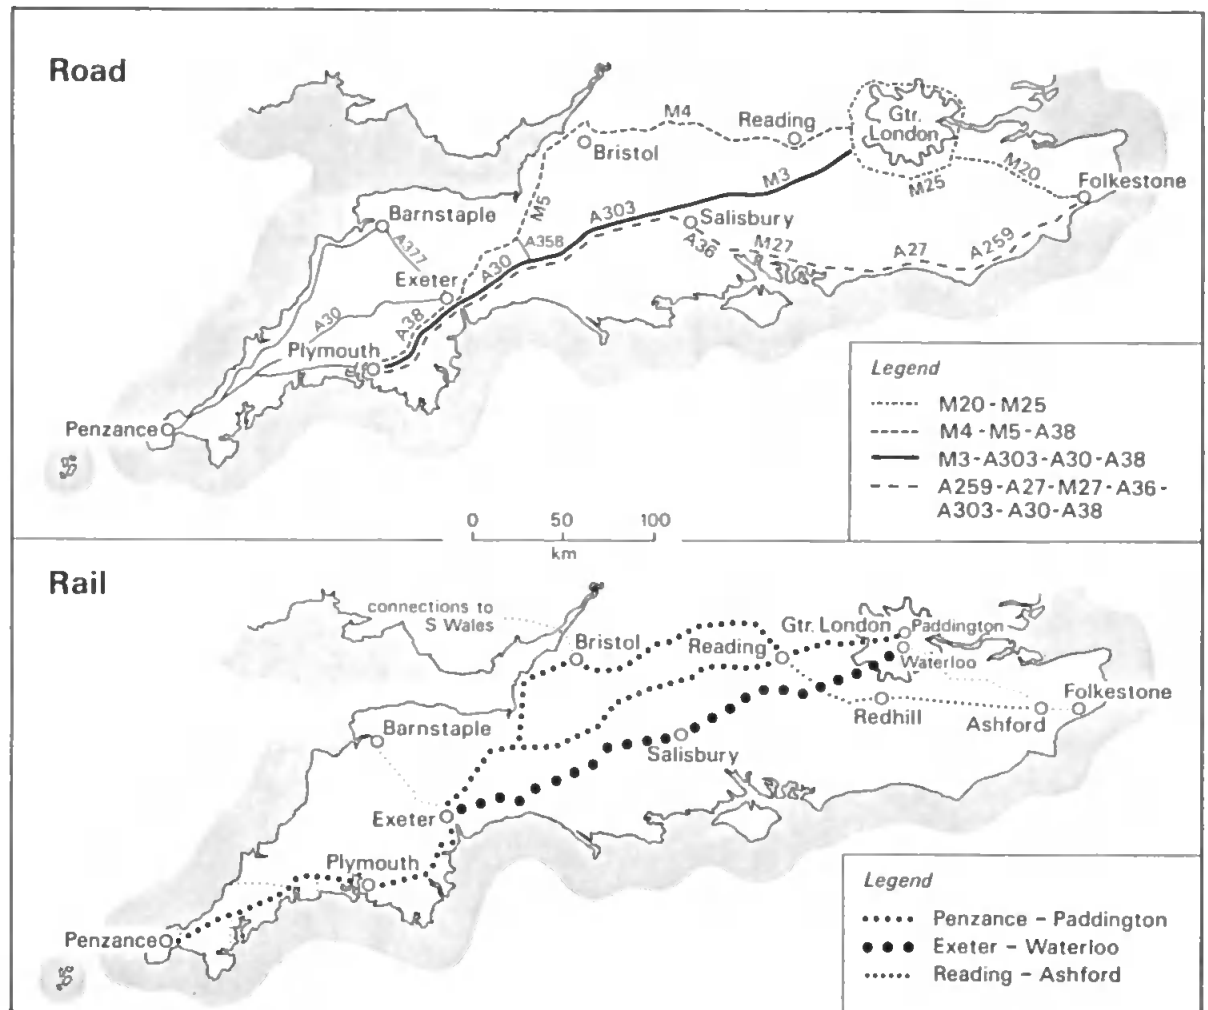 Road
M4
Reading
Gtr.
London
Bristol
M3
M25
M20
Folkestone
M5
Barnstaple
A303
Salisbury
A377
A358
A36
M27
A27
A259
Exeter
A30
A30
A38
Plymouth
Penzance
Legend
M20-M25
M4-M5-A38
M3-A303-A30-A38
A259-A27-M27-A36-
A303-A30-A38
0 50 100
km
Rail
connections to
S Wales
Bristol
Reading
Gtr. London
Paddington
Waterloo
Redhill
Ashford
Folkestone
Barnstaple
Salisbury
Exeter
Plymouth
Penzance
Legend
Penzance – Paddington
Exeter – Waterloo
Reading – Ashford